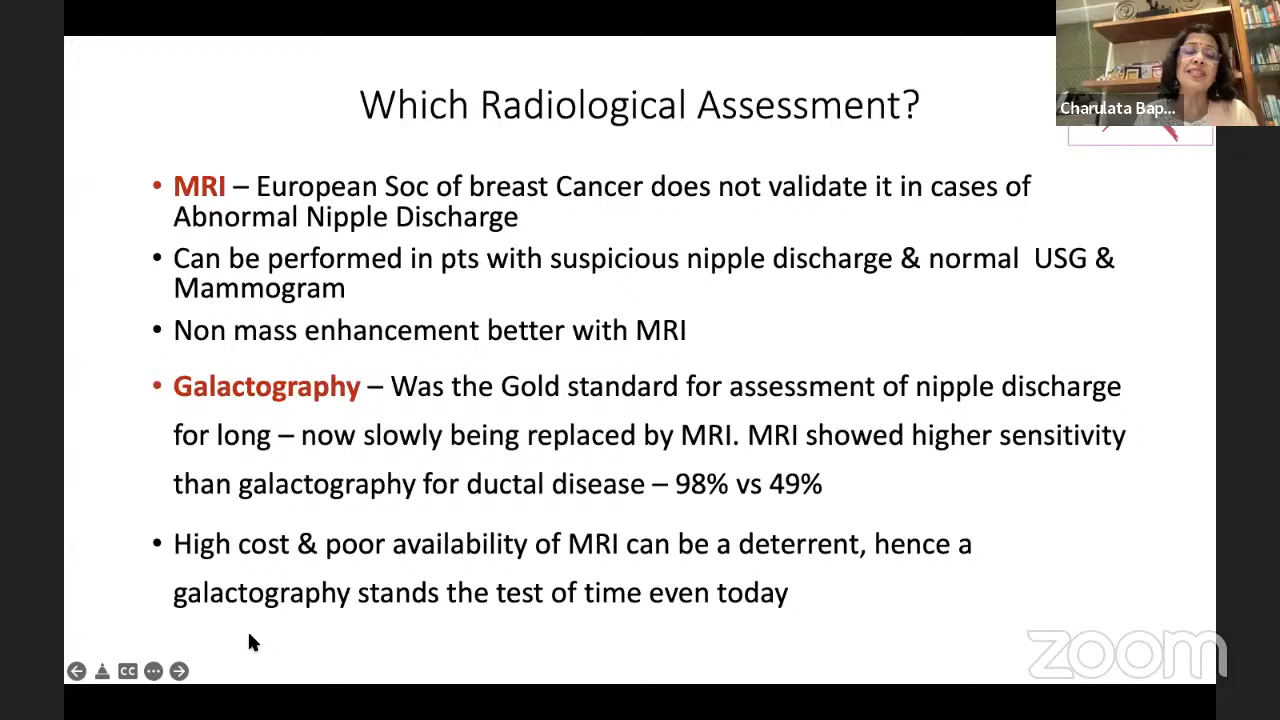 Which Radiological Assessment?
Charulata Bap...
• MRI – European Soc of breast Cancer does not validate it in cases of
Abnormal Nipple Discharge
• Can be performed in pts with suspicious nipple discharge & normal USG &
Mammogram
• Non mass enhancement better with MRI
• Galactography – Was the Gold standard for assessment of nipple discharge
for long – now slowly being replaced by MRI. MRI showed higher sensitivity
than galactography for ductal disease – 98% vs 49%
• High cost & poor availability of MRI can be a deterrent, hence a
galactography stands the test of time even today
CC
zoom